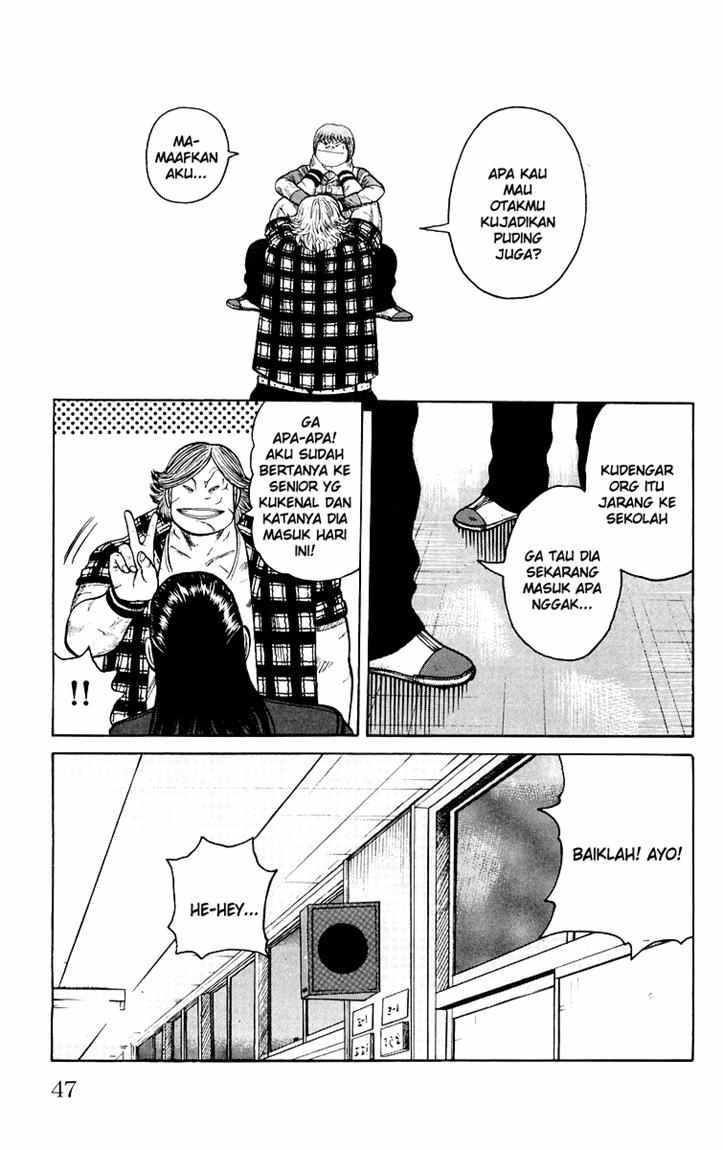 APA KAU
MAU
OTAKMU
KUJADIKAN
PUDING
JUGA?
MA-
MAAFKAN
AKU...
KUDENGAR
ORG ITU
JARANG KE
SEKOLAH
GA TAU DIA
SEKARANG
MASUK APA
NGGAK...
GA
APA-APA!
AKU SUDAH
BERTANYA KE
SENIOR YG
KUKENAL DAN
KATANYA DIA
MASUK HARI
INI!
!!
BAIKLAH! AYO!
HE-HEY...
47